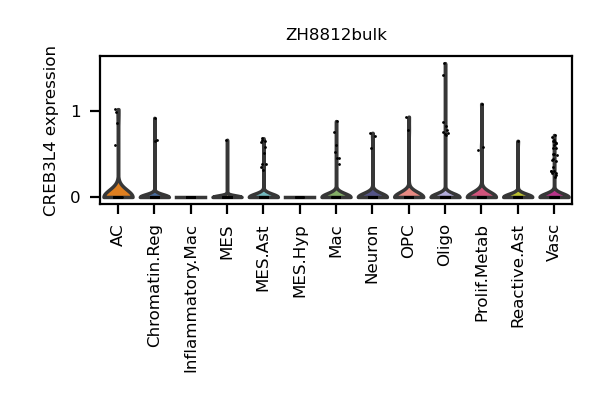 ZH8812bulk
CREB3L4 expression
1
0
AC
Chromatin.Reg
Inflammatory.Mac
MES
MES.Ast
MES.Hyp
Mac
Neuron
OPC
Oligo
Prolif.Metab
Reactive.Ast
Vasc